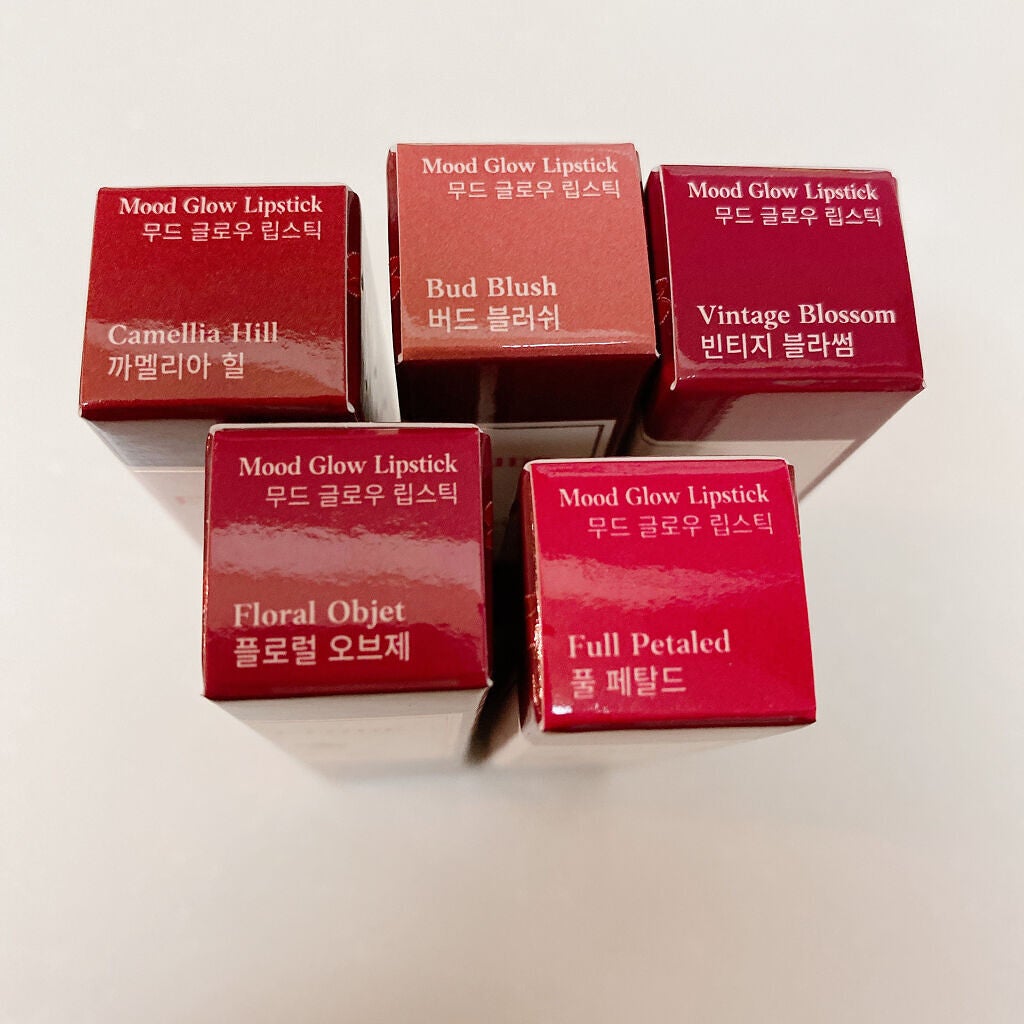 Mood Glow Lipstick
무드 글로우 립스틱
Camellia Hill
까멜리아 힐
Mood Glow Lipstick
무드 글로우 립스틱
Bud Blush
버드 블러쉬
Mood Glow Lipstick
무드 글로우 립스틱
Vintage Blossom
빈티지 블라썸
Mood Glow Lipstick
무드 글로우 립스틱
Floral Objet
플로럴 오브제
Mood Glow Lipstick
무드 글로우 립스틱
Full Petaled
풀 페탈드